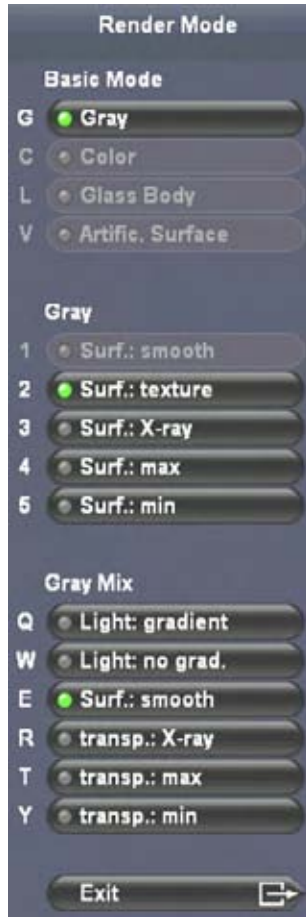 Render Mode
Basic Mode
G Gray
C Color
L Glass Body
V Artific. Surface
Gray
1 Surf.: smooth
2 Surf.: texture
3 Surf.: X-ray
4 Surf.: max
5 Surf.: min
Gray Mix
Q Light: gradient
W Light: no grad.
E Surf.: smooth
R transp.: X-ray
T transp.: max
Y transp.: min
Exit